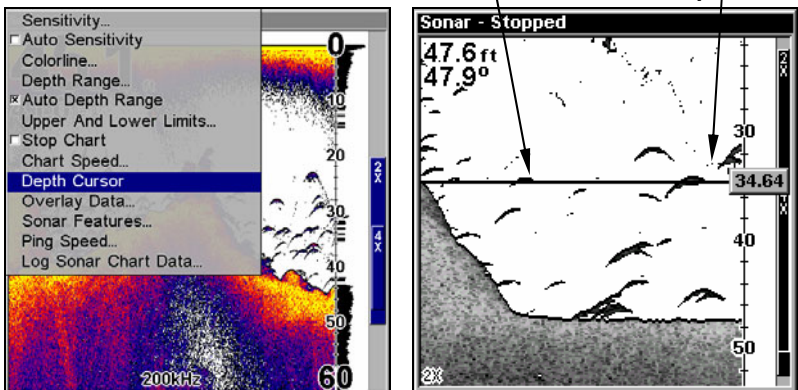 Sensitivity...
Auto Sensitivity
Colorline...
Depth Range...
Auto Depth Range
Upper And Lower Limits...
Stop Chart
Chart Speed...
Depth Cursor
Overlay Data...
Sonar Features...
Ping Speed...
Log Sonar Chart Data...
0
10
20
30
40
50
60
200kHz
2X
4X
Sonar - Stopped
47.6 ft
47.9°
30
34.64
40
50
2X
2X